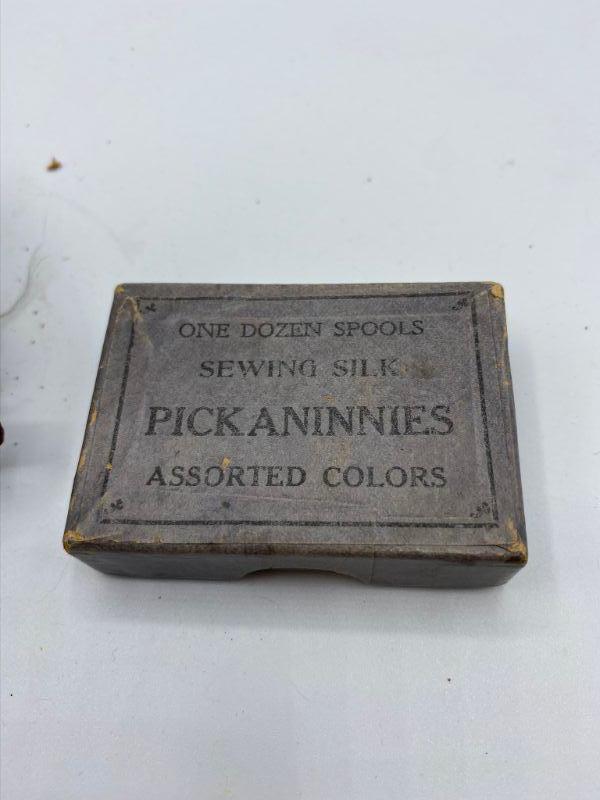 ONE DOZEN SPOOLS
SEWING SILK
PICKANINNIES
ASSORTED COLORS